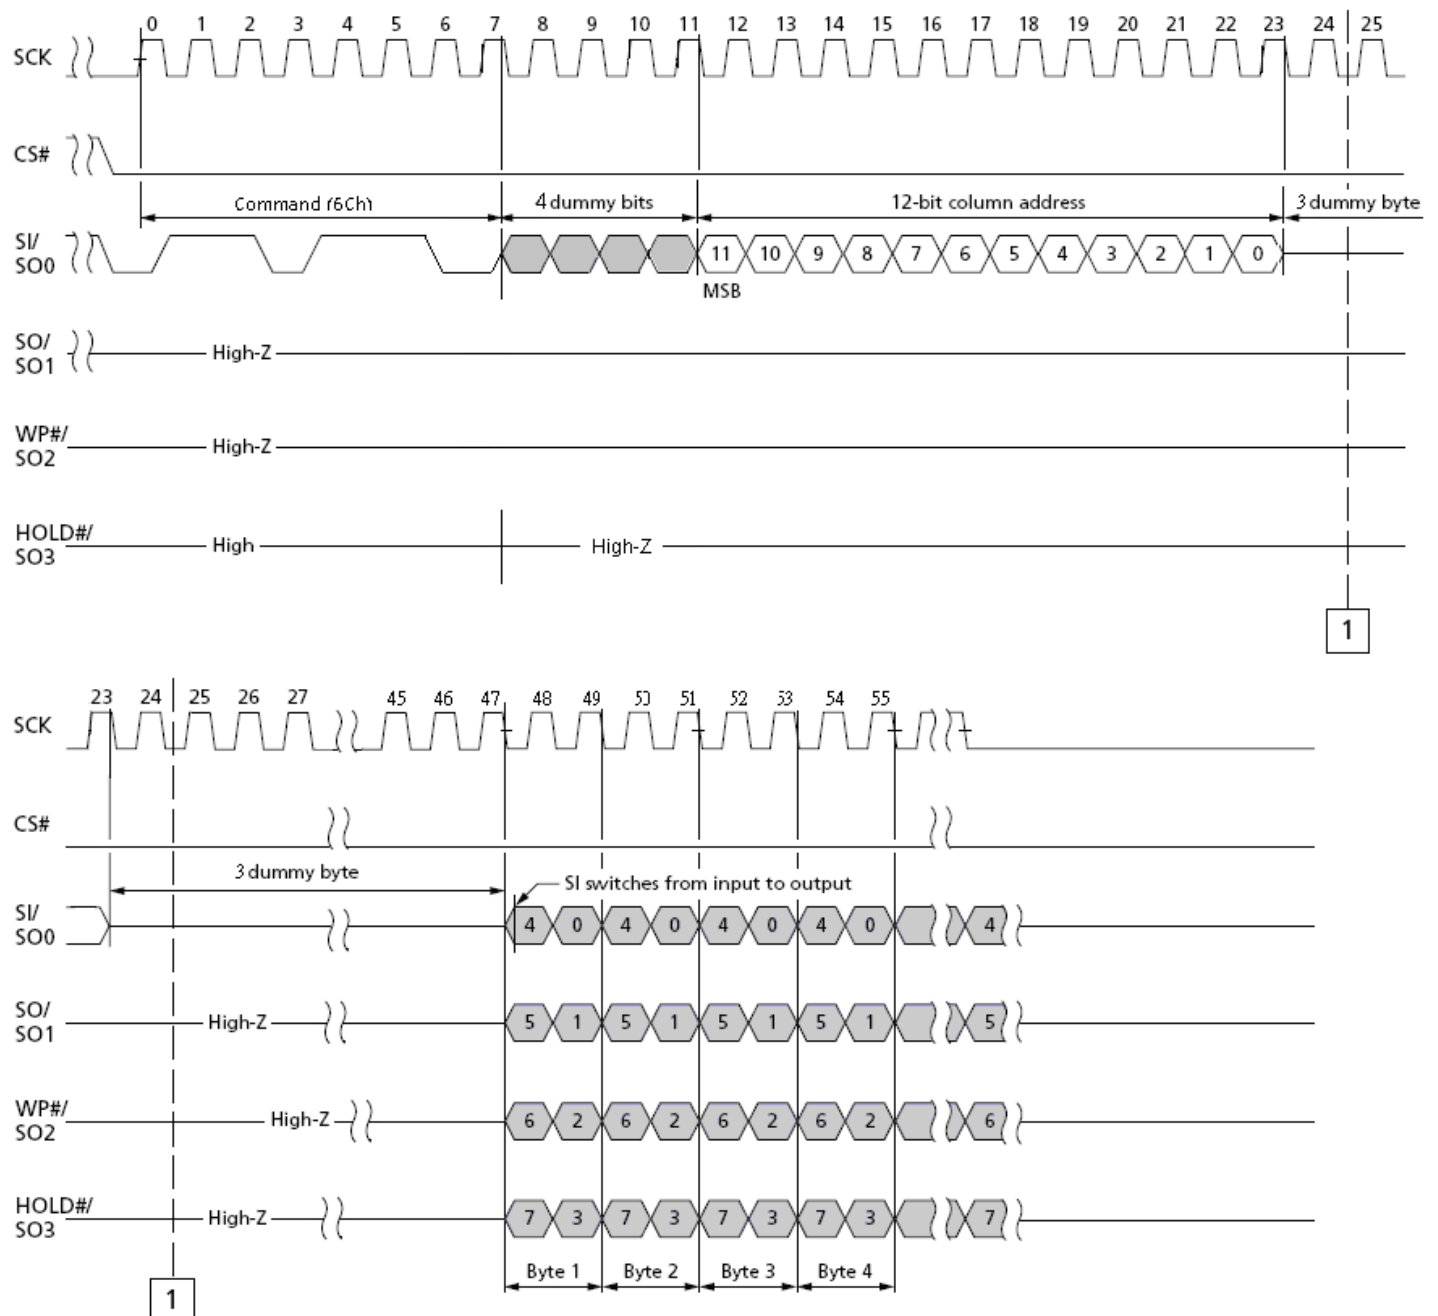 0 1 2 3 4 5 6 7 8 9 10 11 12 13 14 15 16 17 18 19 20 21 22 23 24 25
SCK
CS#
Command (6Ch) 4 dummy bits 12-bit column address 3 dummy byte
SI/
SO0
11 10 9 8 7 6 5 4 3 2 1 0
MSB
SO/
SO1
High-Z
WP#/
SO2
High-Z
HOLD#/
SO3
High High-Z
1
23 24 25 26 27 45 46 47 48 49 50 51 52 53 54 55
SCK
CS#
3 dummy byte
SI switches from input to output
SI/
SO0
4 0 4 0 4 0 4 0 4
SO/
SO1
High-Z 5 1 5 1 5 1 5 1 5
WP#/
SO2
High-Z 6 2 6 2 6 2 6 2 6
HOLD#/
SO3
High-Z 7 3 7 3 7 3 7 3 7
Byte 1 Byte 2 Byte 3 Byte 4
1